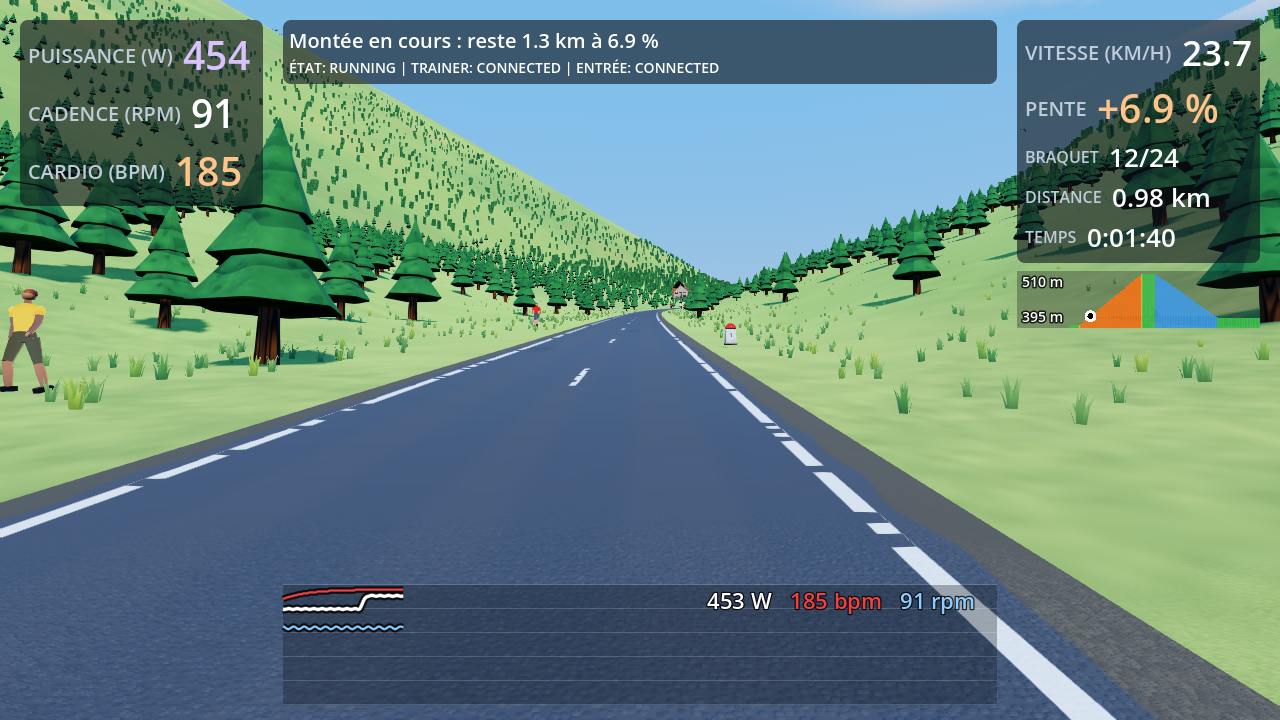 PUISSANCE (W) 454
CADENCE (RPM) 91
CARDIO (BPM) 185
Montée en cours : reste 1.3 km à 6.9 %
ÉTAT: RUNNING | TRAINER: CONNECTED | ENTRÉE: CONNECTED
VITESSE (KM/H) 23.7
PENTE +6.9 %
BRAQUET 12/24
DISTANCE 0.98 km
TEMPS 0:01:40
510 m
395 m
453 W 185 bpm 91 rpm